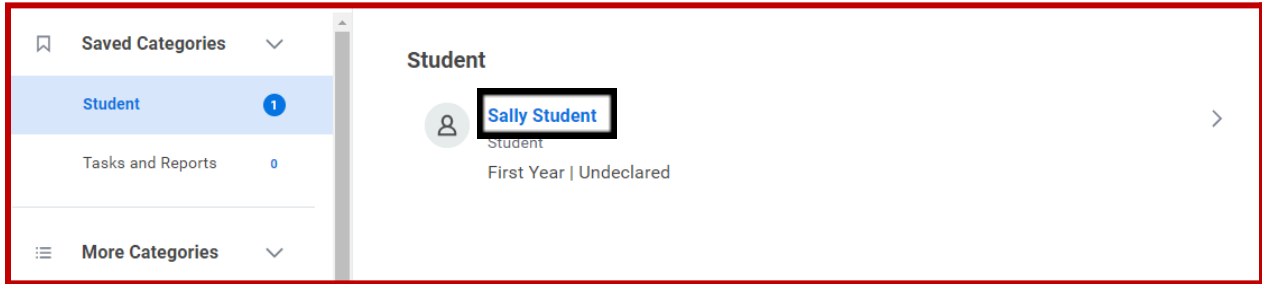 Saved Categories
Student 1
Tasks and Reports 0
More Categories
Student
Sally Student
Student
First Year | Undeclared